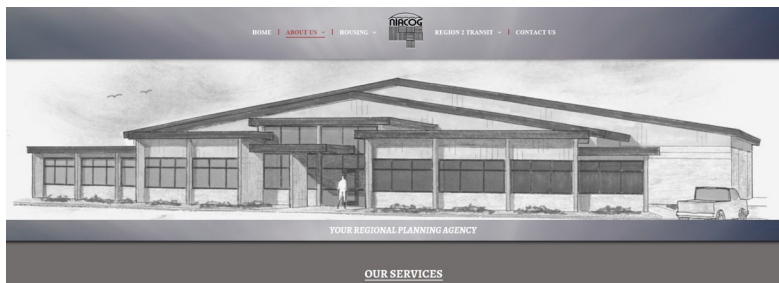 HOME | ABOUT US | HOUSING NIACOG REGION 2 TRANSIT | CONTACT US
YOUR REGIONAL PLANNING AGENCY
OUR SERVICES